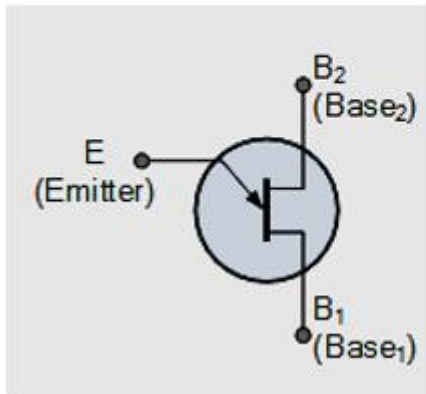 B₂
(Base₂)
E
(Emitter)
B₁
(Base₁)